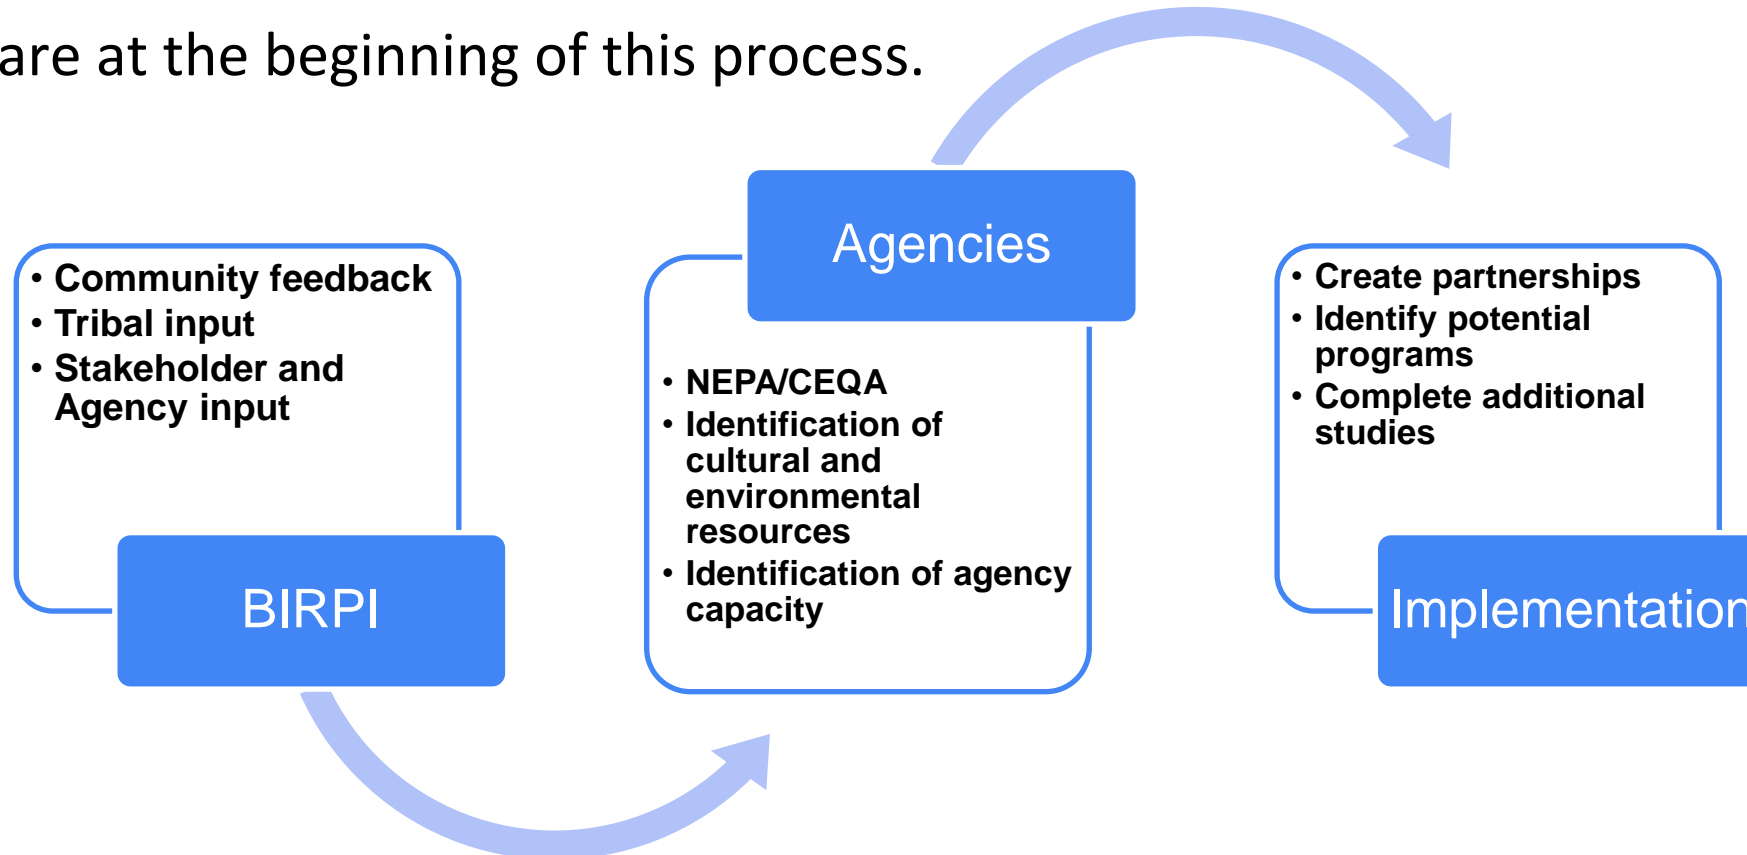 are at the beginning of this process.
• Community feedback
• Tribal input
• Stakeholder and
Agency input
BIRPI
Agencies
• NEPA/CEQA
• Identification of
cultural and
environmental
resources
• Identification of agency
capacity
• Create partnerships
• Identify potential
programs
• Complete additional
studies
Implementation